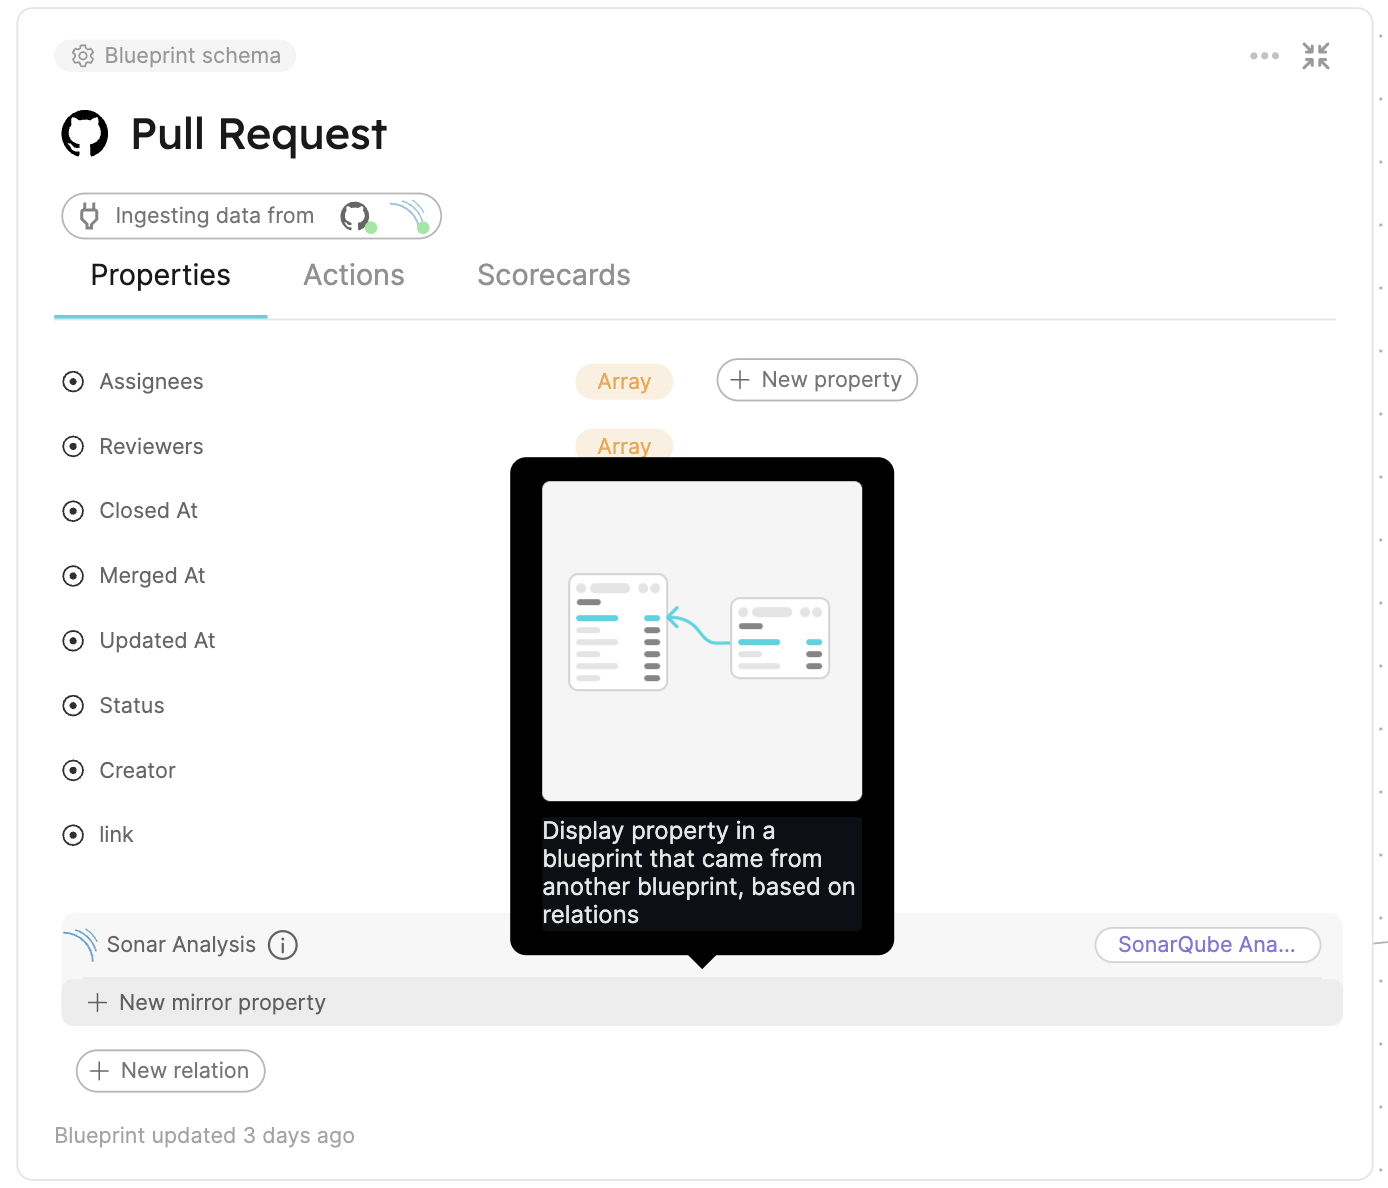 Blueprint schema
Pull Request
Ingesting data from
Properties Actions Scorecards
Assignees Array + New property
Reviewers Array
Closed At
Merged At
Updated At
Status
Creator
link
Display property in a
blueprint that came from
another blueprint, based on
relations
Sonar Analysis SonarQube Ana...
+ New mirror property
+ New relation
Blueprint updated 3 days ago